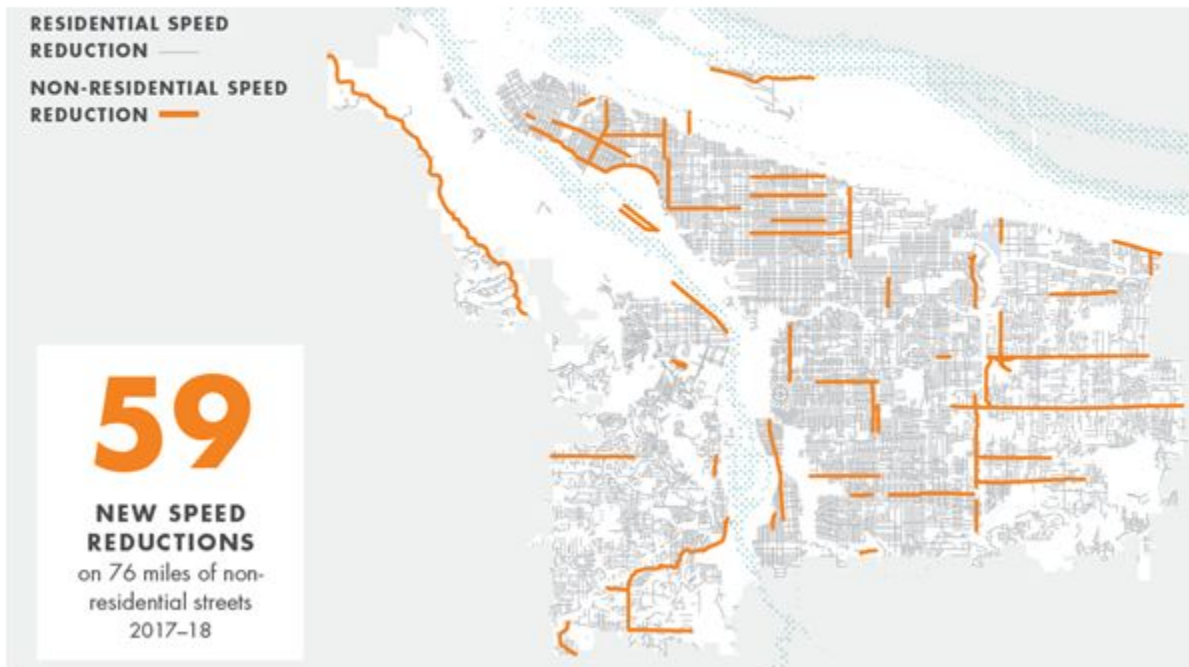 RESIDENTIAL SPEED
REDUCTION
NON-RESIDENTIAL SPEED
REDUCTION
59
NEW SPEED
REDUCTIONS
on 76 miles of non-
residential streets
2017–18